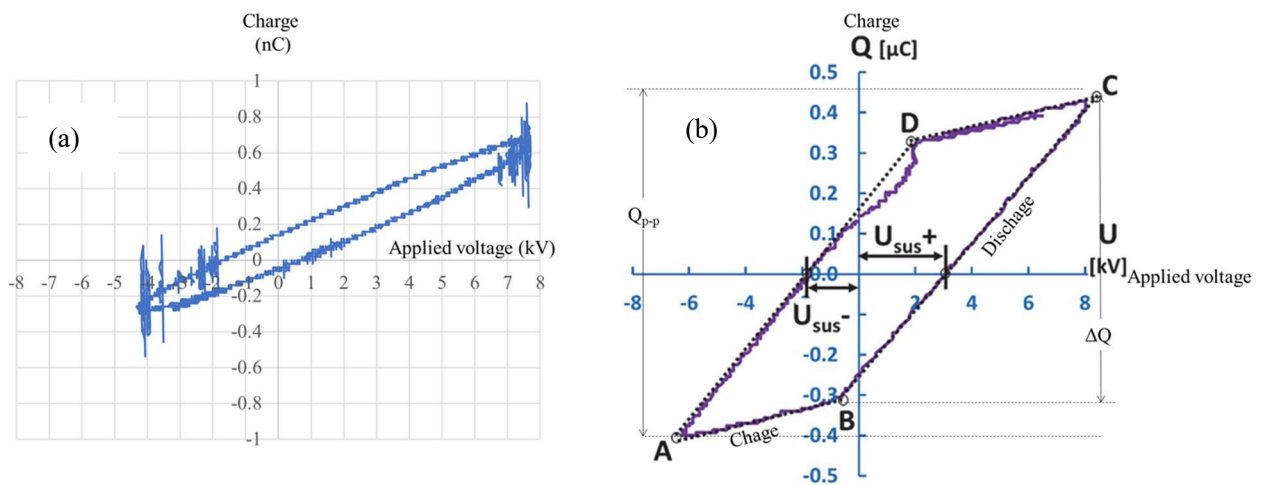 Charge
(nC)
(a)
1
0.8
0.6
0.4
0.2
0
-0.2
-0.4
-0.6
-0.8
-1
Applied voltage (kV)
-8 -7 -6 -5 -4 -3 -2 -1 0 1 2 3 4 5 6 7 8
Charge
Q [µC]
(b)
0.5
0.4
0.3
0.2
0.1
0.0
-0.2
-0.3
-0.4
-0.5
C
D
Qp-p
Usus+
Dischage
U
[kV] Applied voltage
-8 -6 -4 2 4 6 8
Usus-
ΔQ
B
Chage
A